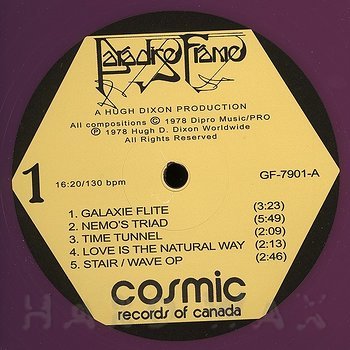 Paradise Frame
A HUGH DIXON PRODUCTION
All compositions © 1978 Dipro Music/PRO
℗ 1978 Hugh D. Dixon Worldwide
All Rights Reserved.
1
16:20/130 bpm
GF-7901-A
1. GALAXIE FLITE (3:23)
2. NEMO'S TRIAD (5:49)
3. TIME TUNNEL (2:09)
4. LOVE IS THE NATURAL WAY (2:13)
5. STAIR / WAVE OP (2:46)
cosmic
records of canada
HARD WAX